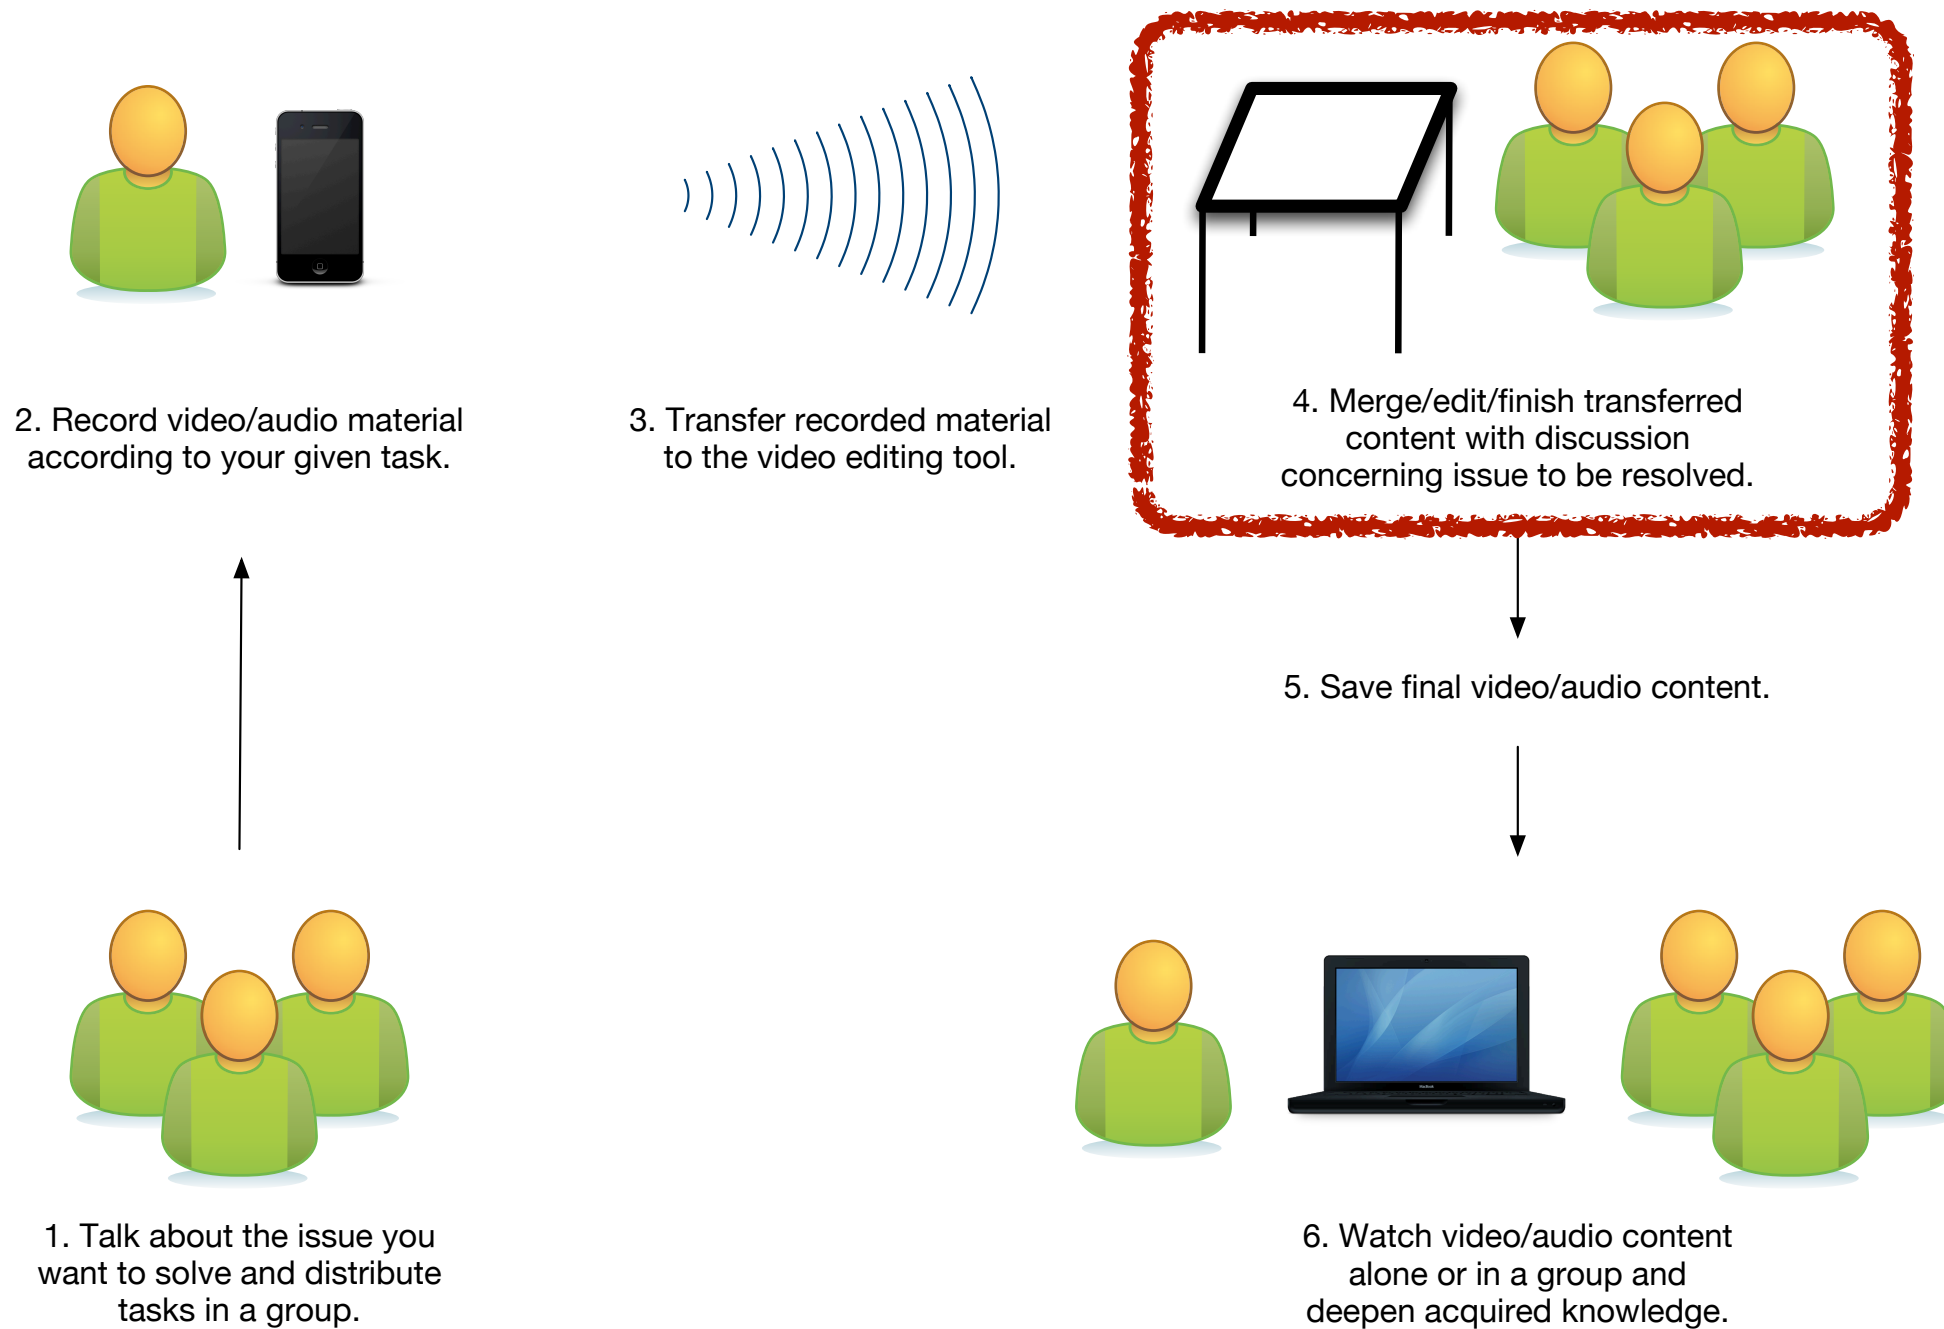 2. Record video/audio material
according to your given task.
3. Transfer recorded material
to the video editing tool.
4. Merge/edit/finish transferred
content with discussion
concerning issue to be resolved.
5. Save final video/audio content.
1. Talk about the issue you
want to solve and distribute
tasks in a group.
6. Watch video/audio content
alone or in a group and
deepen acquired knowledge.